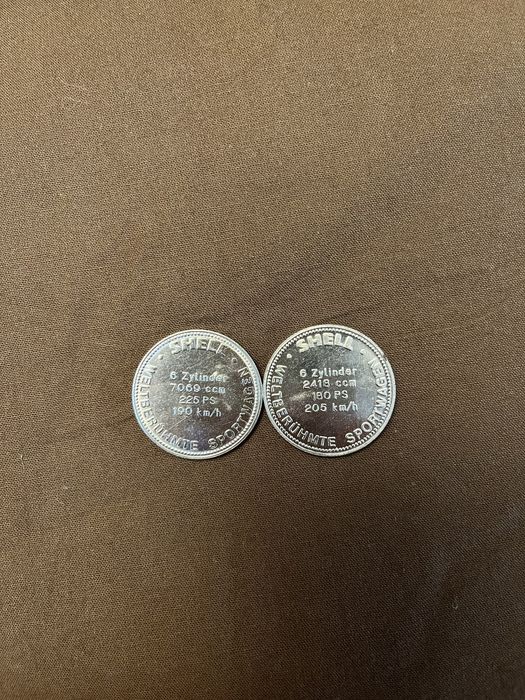 SHELL
6 Zylinder
7069 ccm
225 PS
190 km/h
WELTBERÜHMTE SPORTWAGEN
SHELL
6 Zylinder
2418 ccm
180 PS
205 km/h
WELTBERÜHMTE SPORTWAGEN